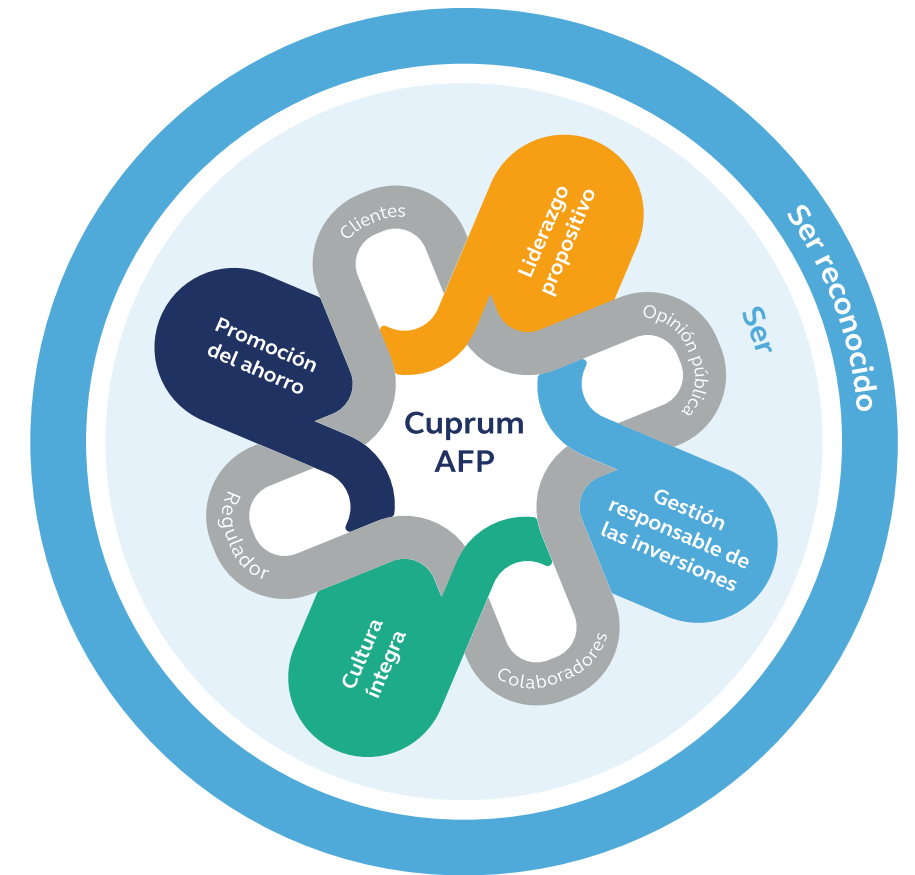 Ser reconocido
Ser
Clientes
Liderazgo
propositivo
Opinión pública
Promoción
del ahorro
Cuprum
AFP
Regulador
Gestión
responsable de
las inversiones
Cultura
íntegra
Colaboradores